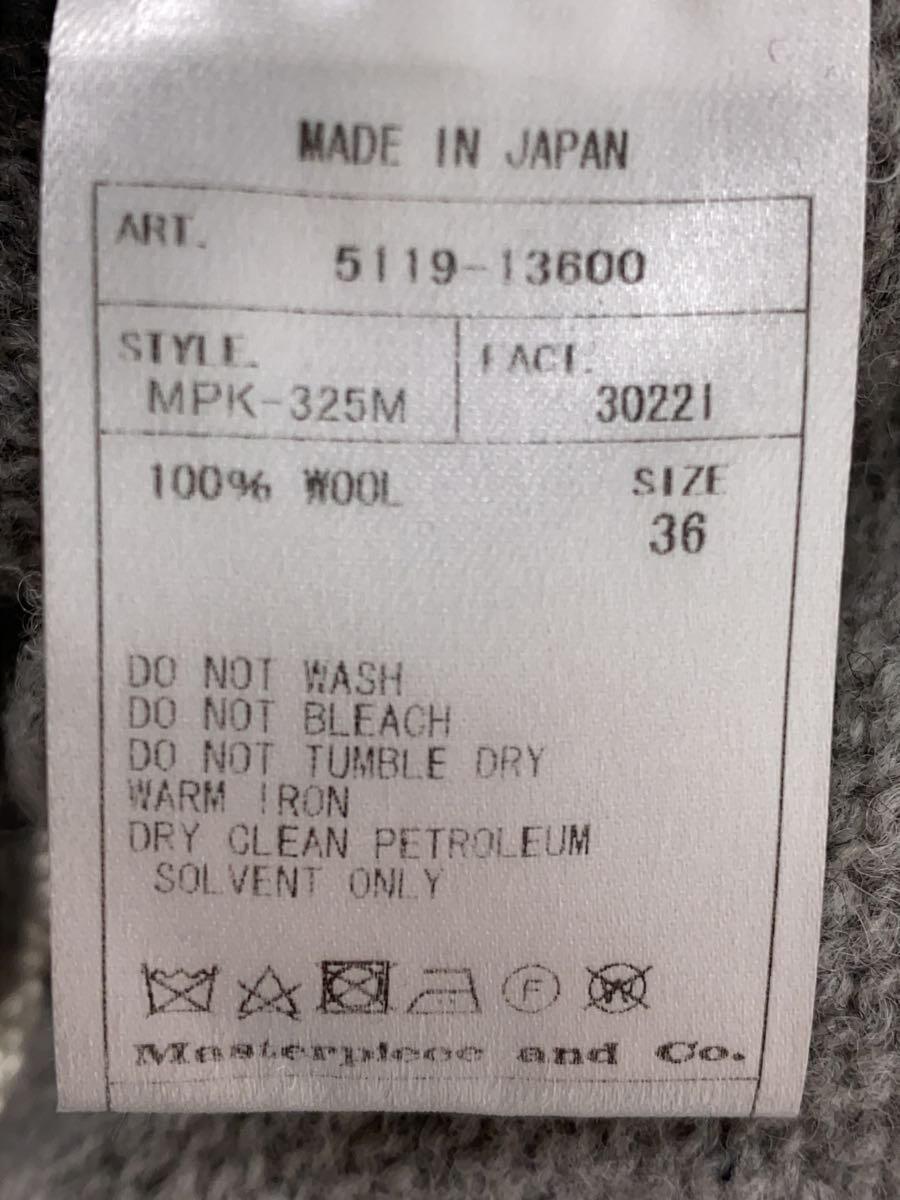 MADE IN JAPAN
ART.
5119-13600
STYLE.
MPK-325M
FACT.
30221
100% WOOL
SIZE
36
DO NOT WASH
DO NOT BLEACH
DO NOT TUMBLE DRY
WARM IRON
DRY CLEAN PETROLEUM
SOLVENT ONLY
F
W
Masterpiece and Co.